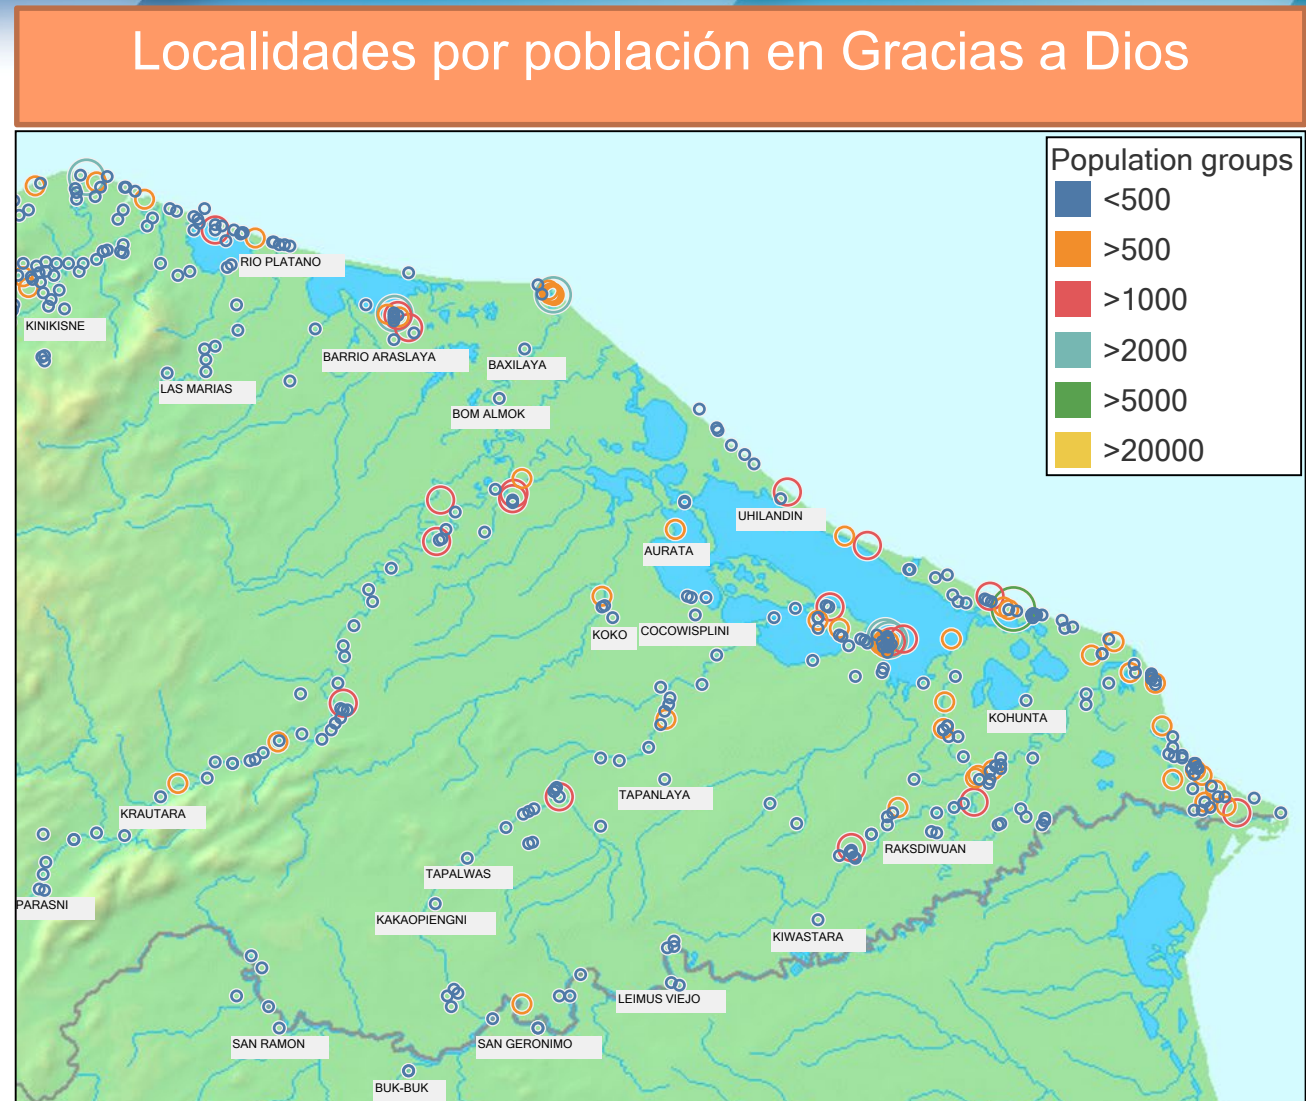 Localidades por población en Gracias a Dios
Population groups
<500
>500
>1000
>2000
>5000
>20000
RIO PLATANO
KINIKISNE
BARRIO ARASLAYA
BAXILAYA
LAS MARIAS
BOM ALMOK
UHILANDIN
AURATA
KOKO
COCOWISPLINI
KOHUNTA
TAPANLAYA
KRAUTARA
RAKSDIWUAN
TAPALWAS
PARASNI
KAKAOPIENGNI
KIWASTARA
LEIMUS VIEJO
SAN RAMON
SAN GERONIMO
BUK-BUK